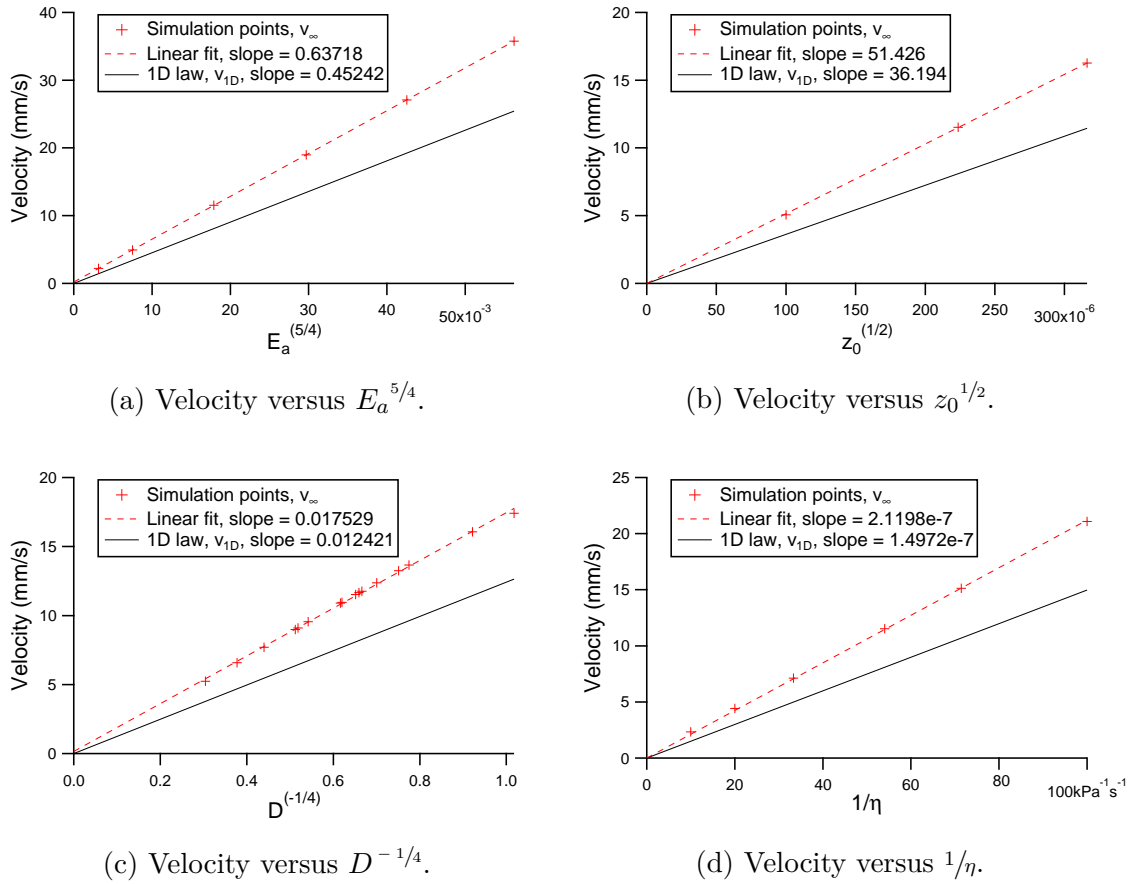 40
30
20
10
0
Velocity (mm/s)
Simulation points, v∞
Linear fit, slope = 0.63718
1D law, v1D, slope = 0.45242
0
10
20
30
40
50x10^-3
Ea^(5/4)
(a) Velocity versus Ea^5/4.
20
15
10
5
0
Velocity (mm/s)
Simulation points, v∞
Linear fit, slope = 51.426
1D law, v1D, slope = 36.194
0
50
100
150
200
250
300x10^-6
z0^(1/2)
(b) Velocity versus z0^1/2.
20
15
10
5
0
Velocity (mm/s)
Simulation points, v∞
Linear fit, slope = 0.017529
1D law, v1D, slope = 0.012421
0.0
0.2
0.4
0.6
0.8
1.0
D^(-1/4)
(c) Velocity versus D^-1/4.
25
20
15
10
5
0
Velocity (mm/s)
Simulation points, v∞
Linear fit, slope = 2.1198e-7
1D law, v1D, slope = 1.4972e-7
0
20
40
60
80
100kPa^-1s^-1
1/η
(d) Velocity versus 1/η.